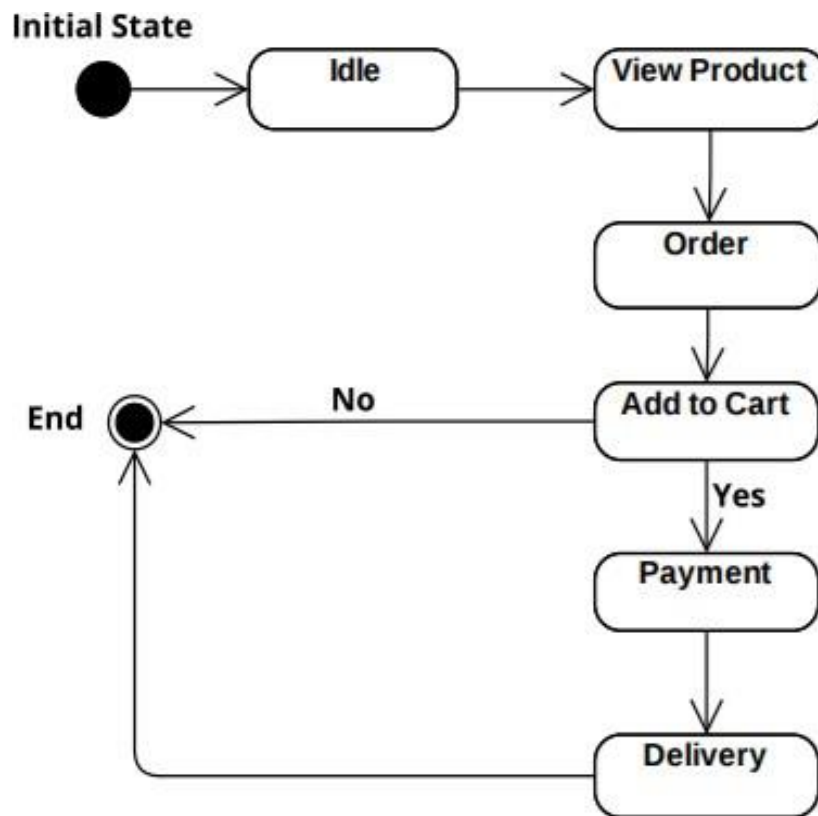 Initial State
Idle
View Product
Order
Add to Cart
No
End
Yes
Payment
Delivery